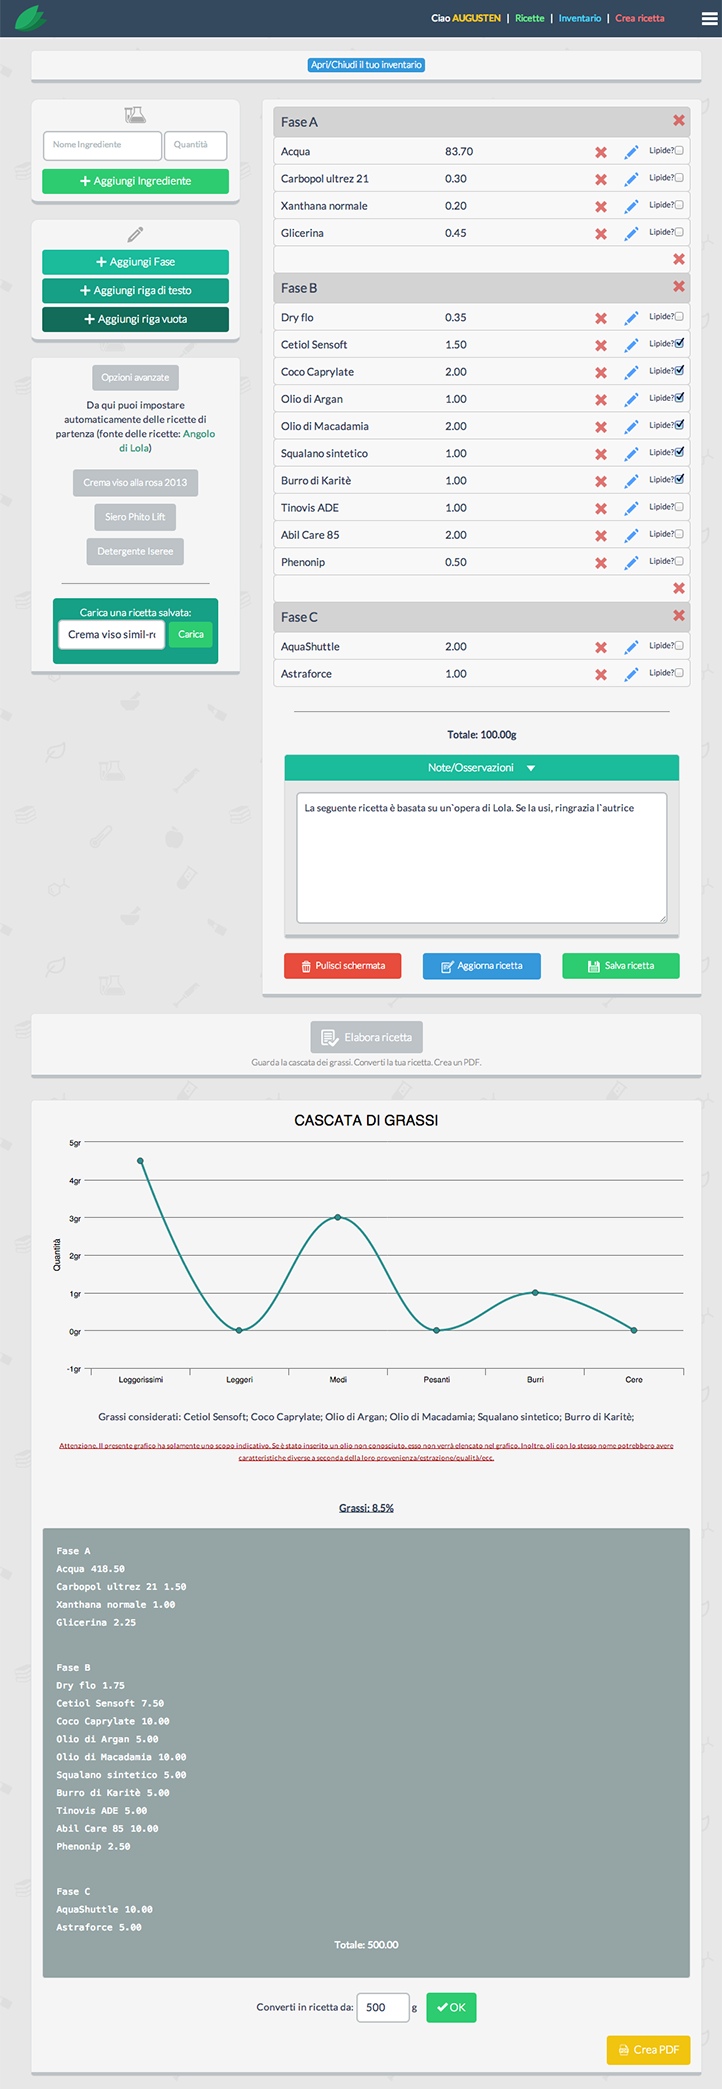 Ciao AUGUSTEN | Ricette | Inventario | Crea ricetta
Apri/Chiudi il tuo inventario
Nome Ingrediente Quantità
+ Aggiungi Ingrediente
+ Aggiungi Fase
+ Aggiungi riga di testo
+ Aggiungi riga vuota
Opzioni avanzate
Da qui puoi impostare
automaticamente delle ricette di
partenza (fonte delle ricette: Angolo
di Lola)
Crema viso alla rosa 2013
Siero Phito Lift
Detergente Iseree
Carica una ricetta salvata:
Crema viso simil-r Carica
Fase A
Acqua 83.70 Lipide?
Carbopol ultrez 21 0.30 Lipide?
Xanthana normale 0.20 Lipide?
Glicerina 0.45 Lipide?
Fase B
Dry flo 0.35 Lipide?
Cetiol Sensoft 1.50 Lipide?
Coco Caprylate 2.00 Lipide?
Olio di Argan 1.00 Lipide?
Olio di Macadamia 2.00 Lipide?
Squalano sintetico 1.00 Lipide?
Burro di Karitè 1.00 Lipide?
Tinovis ADE 1.00 Lipide?
Abil Care 85 2.00 Lipide?
Phenonip 0.50 Lipide?
Fase C
AquaShuttle 2.00 Lipide?
Astraforce 1.00 Lipide?
Totale: 100.00g
Note/Osservazioni
La seguente ricetta è basata su un`opera di Lola. Se la usi, ringrazia l`autrice
Pulisci schermata Aggiorna ricetta Salva ricetta
Elabora ricetta
Guarda la cascata dei grassi. Converti la tua ricetta. Crea un PDF.
CASCATA DI GRASSI
Quantità
5gr
4gr
3gr
2gr
1gr
0gr
-1gr
Leggerissimi Leggeri Medi Pesanti Burri Cere
Grassi considerati: Cetiol Sensoft; Coco Caprylate; Olio di Argan; Olio di Macadamia; Squalano sintetico; Burro di Karitè;
Attenzione. Il presente grafico ha solamente uno scopo indicativo. Se è stato inserito un olio non conosciuto, esso non verrà elencato nel grafico. Inoltre, oli con lo stesso nome potrebbero avere
caratteristiche diverse a seconda della loro provenienza/estrazione/qualità/ecc.
Grassi: 8.5%
Fase A
Acqua 418.50
Carbopol ultrez 21 1.50
Xanthana normale 1.00
Glicerina 2.25
Fase B
Dry flo 1.75
Cetiol Sensoft 7.50
Coco Caprylate 10.00
Olio di Argan 5.00
Olio di Macadamia 10.00
Squalano sintetico 5.00
Burro di Karitè 5.00
Tinovis ADE 5.00
Abil Care 85 10.00
Phenonip 2.50
Fase C
AquaShuttle 10.00
Astraforce 5.00
Totale: 500.00
Converti in ricetta da: 500 g OK
Crea PDF